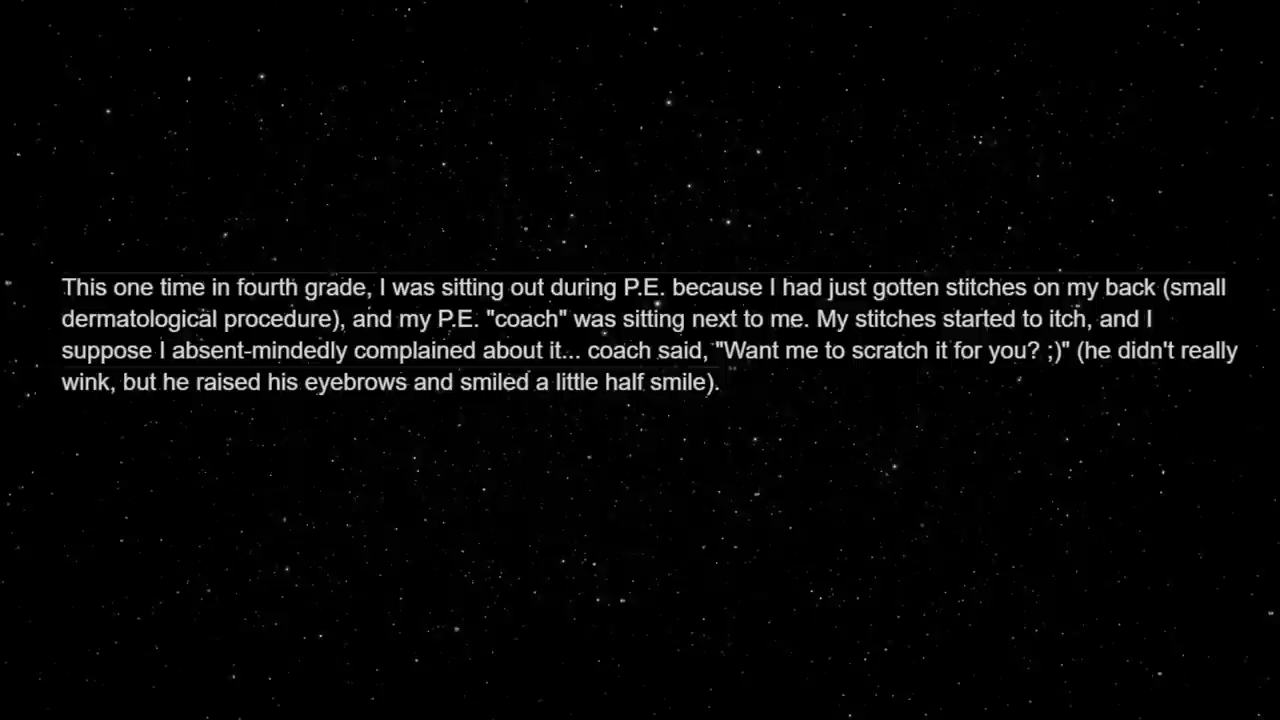 This one time in fourth grade, I was sitting out during P.E. because I had just gotten stitches on my back (small
dermatological procedure), and my P.E. "coach" was sitting next to me. My stitches started to itch, and I
suppose I absent-mindedly complained about it... coach said, "Want me to scratch it for you? ;)" (he didn't really
wink, but he raised his eyebrows and smiled a little half smile).